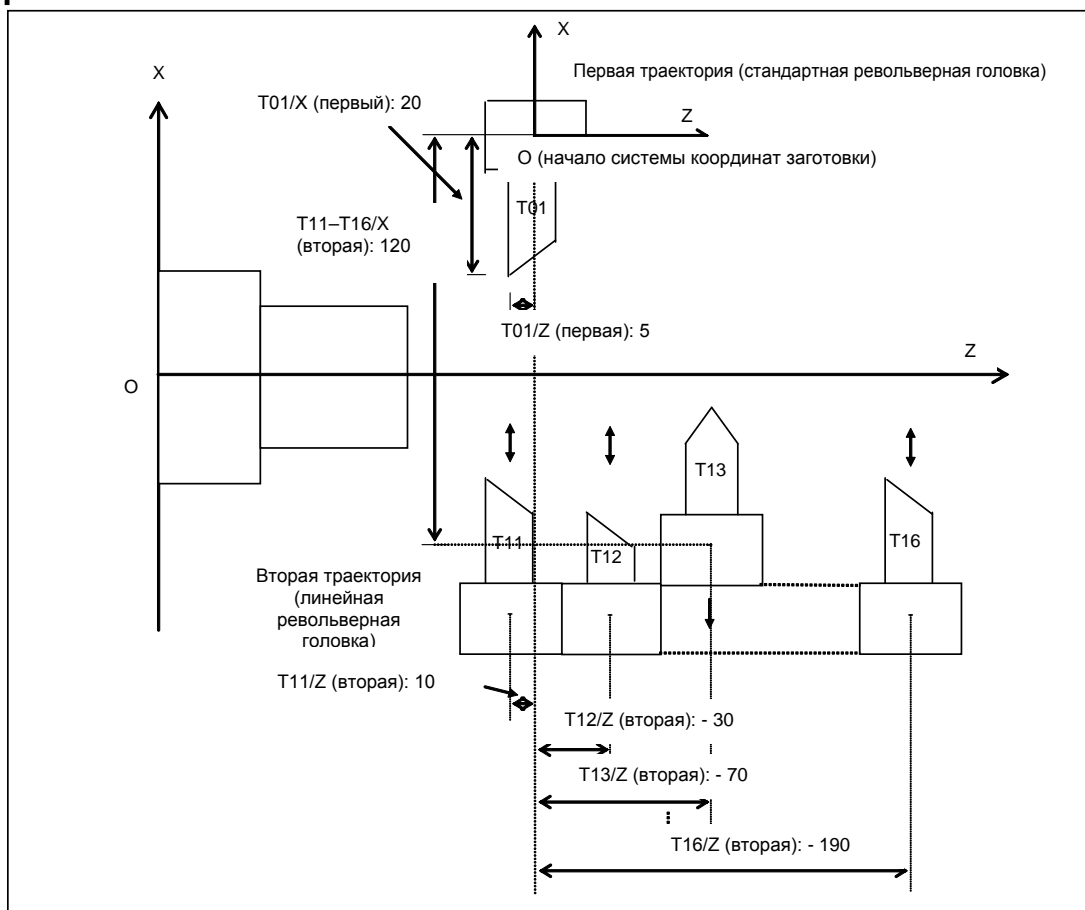 X
Первая траектория (стандартная револьверная головка)
X
T01/X (первый): 20
Z
O (начало системы координат заготовки)
T01
T11–T16/X
(вторая): 120
T01/Z (первая): 5
Z
O
T13
T11
T12
T16
Вторая траектория
(линейная
револьверная
головка)
T11/Z (вторая): 10
T12/Z (вторая): - 30
T13/Z (вторая): - 70
T16/Z (вторая): - 190